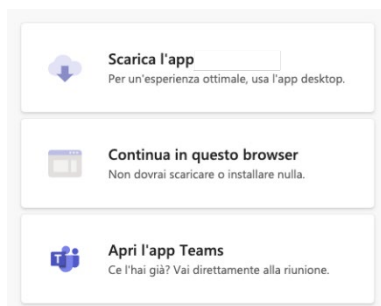 Scarica l'app
Per un'esperienza ottimale, usa l'app desktop.
Continua in questo browser
Non dovrai scaricare o installare nulla.
Apri l'app Teams
Ce l'hai già? Vai direttamente alla riunione.